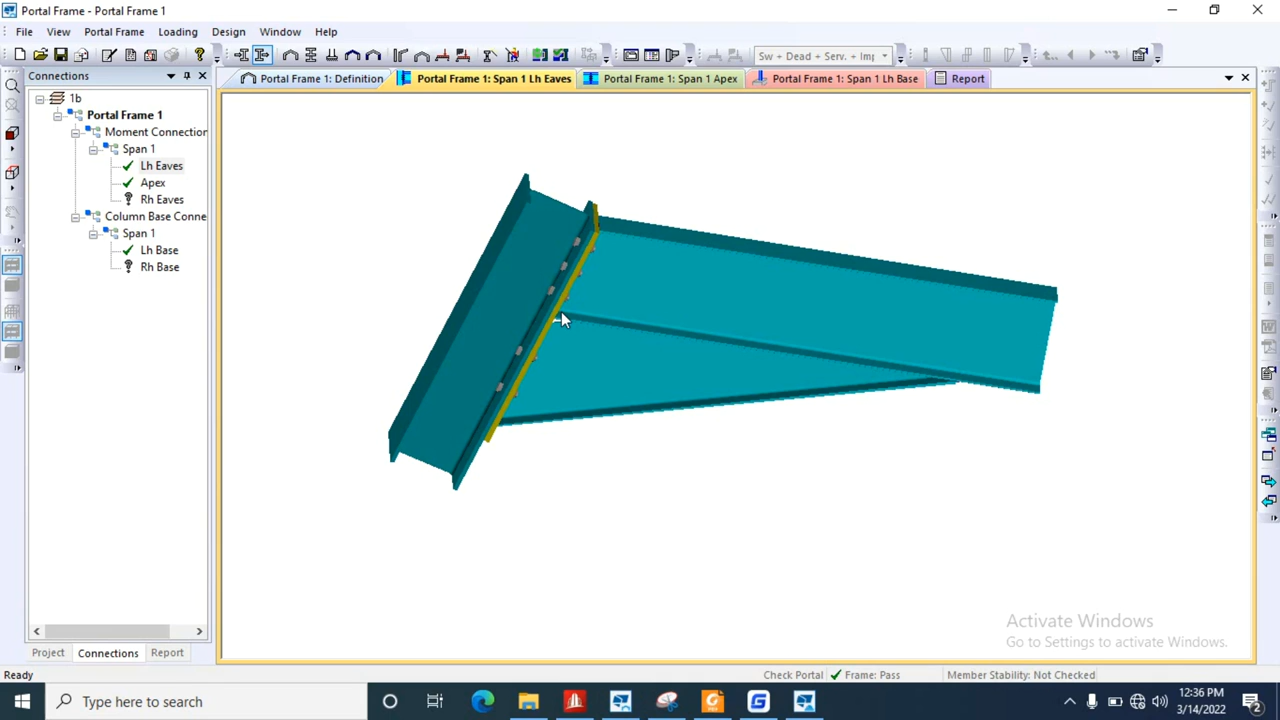 Portal Frame - Portal Frame 1
File View Portal Frame Loading Design Window Help
Sw + Dead + Serv. + Imp
Connections
Portal Frame 1: Definition
Portal Frame 1: Span 1 Lh Eaves
Portal Frame 1: Span 1 Apex
Portal Frame 1: Span 1 Lh Base
Report
1b
Portal Frame 1
Moment Connection
Span 1
Lh Eaves
Apex
Rh Eaves
Column Base Conne
Span 1
Lh Base
Rh Base
Activate Windows
Go to Settings to activate Windows.
Project Connections Report
Ready
Check Portal Frame: Pass Member Stability: Not Checked
Type here to search
12:36 PM
3/14/2022
2